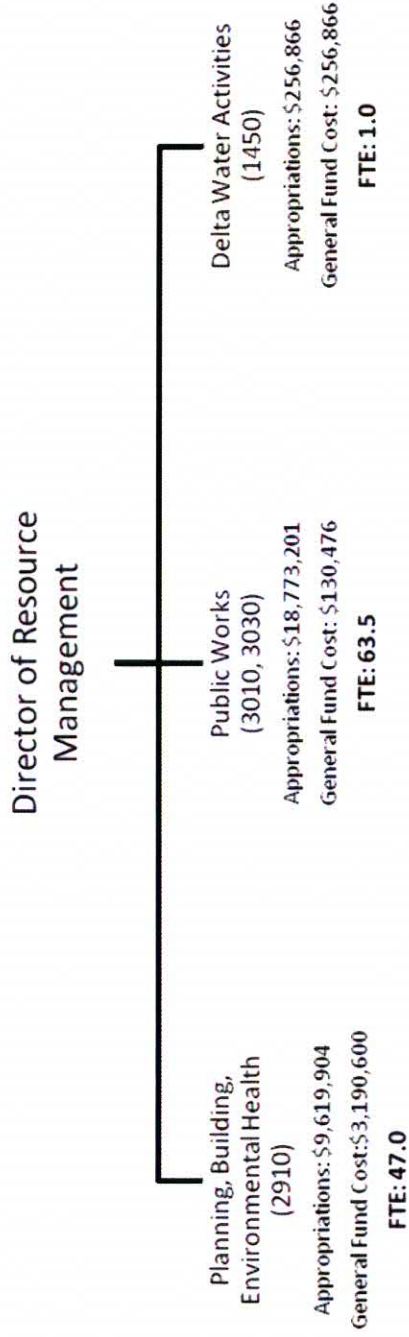 Director of Resource
Management
Planning, Building,
Environmental Health
(2910)
Appropriations: $9,619,904
General Fund Cost:$3,190,600
FTE: 47.0
Public Works
(3010, 3030)
Appropriations: $18,773,201
General Fund Cost: $130,476
FTE: 63.5
Delta Water Activities
(1450)
Appropriations: $256,866
General Fund Cost: $256,866
FTE: 1.0